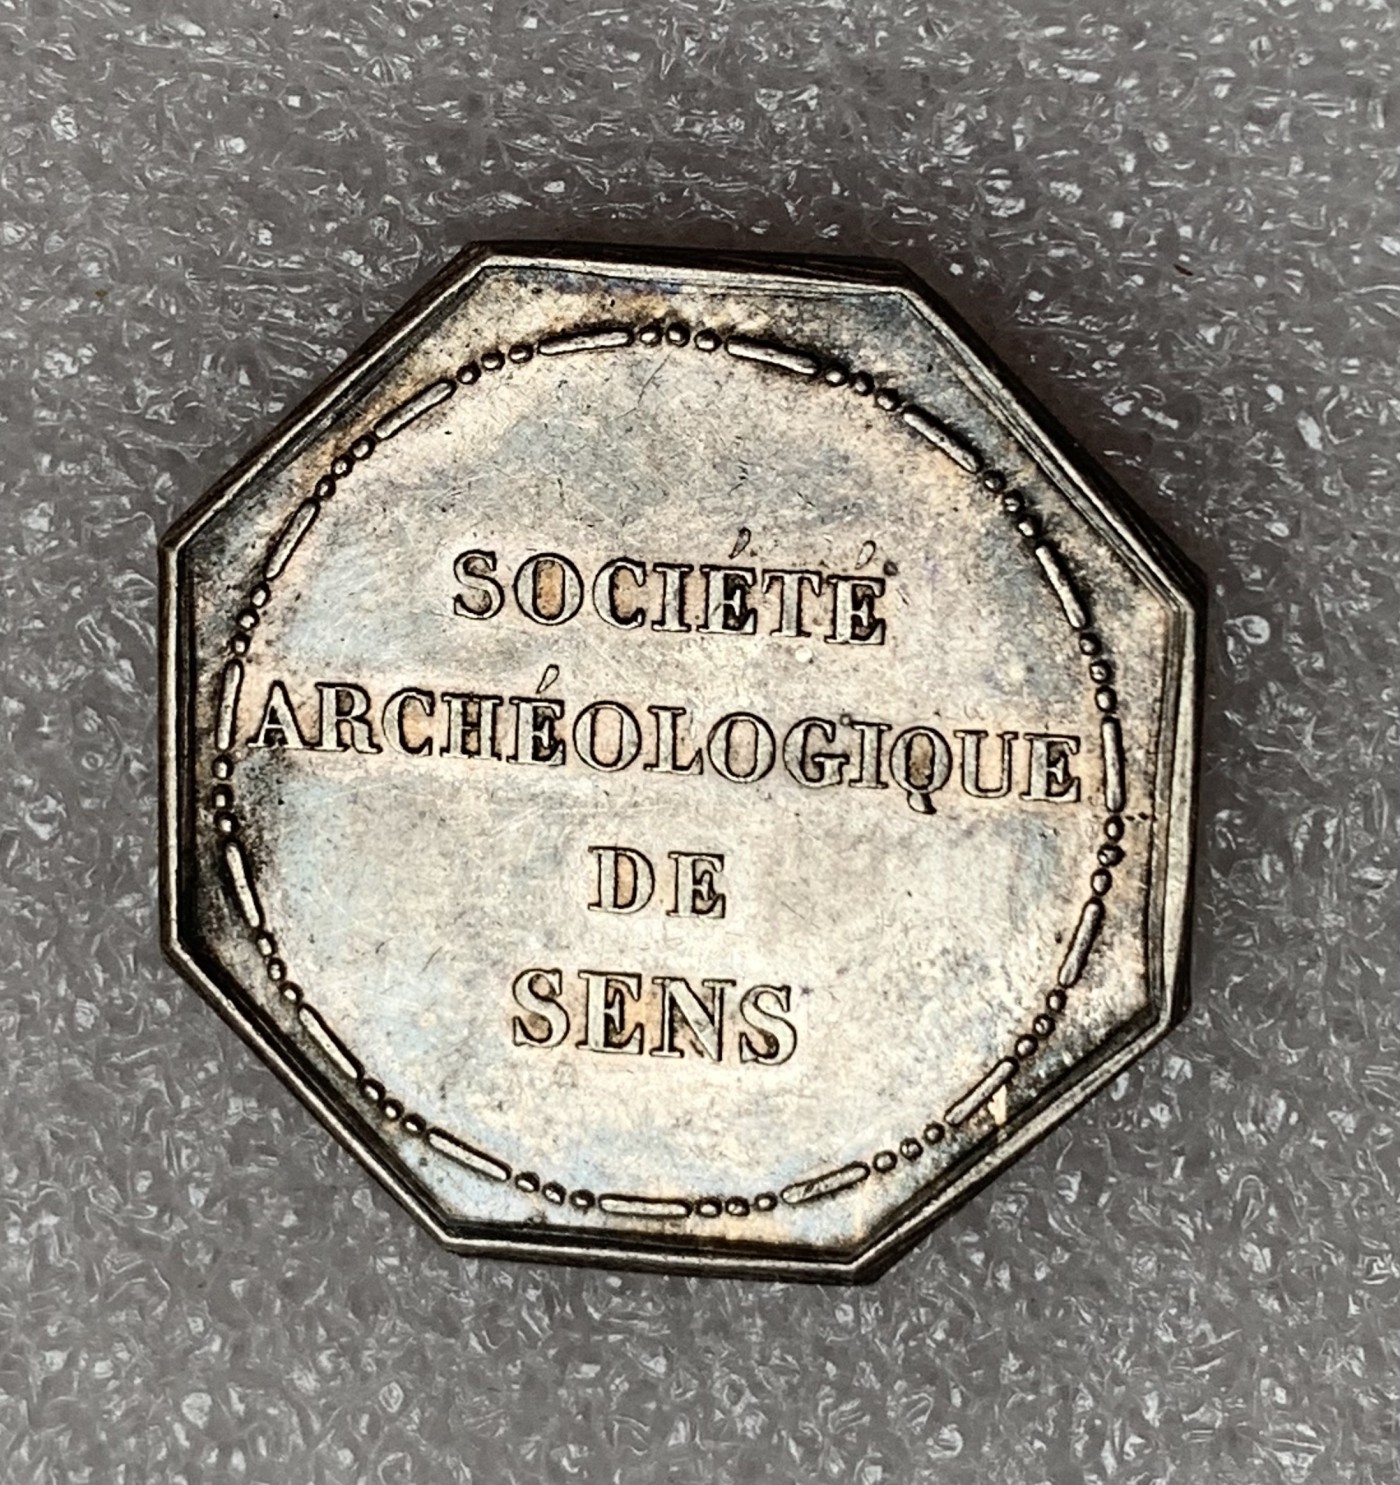 SOCIÉTÉ
ARCHÉOLOGIQUE
DE
SENS